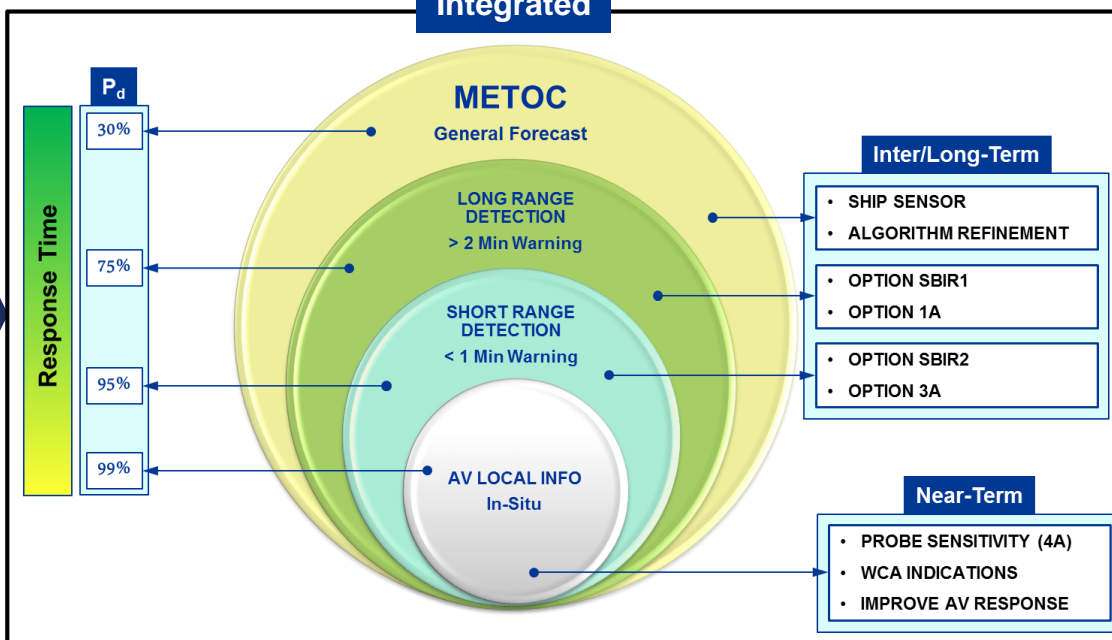 Integrated
Pd
30%
75%
95%
99%
Response Time
METOC
General Forecast
LONG RANGE
DETECTION
> 2 Min Warning
SHORT RANGE
DETECTION
< 1 Min Warning
AV LOCAL INFO
In-Situ
Inter/Long-Term
• SHIP SENSOR
• ALGORITHM REFINEMENT
• OPTION SBIR1
• OPTION 1A
• OPTION SBIR2
• OPTION 3A
Near-Term
• PROBE SENSITIVITY (4A)
• WCA INDICATIONS
• IMPROVE AV RESPONSE